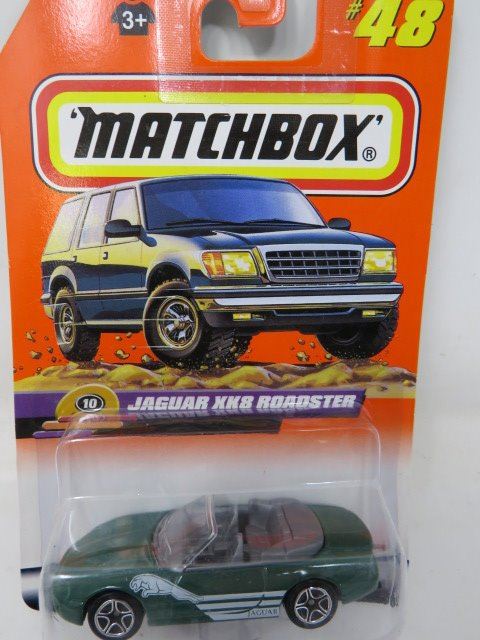 3+
#48
'MATCHBOX'®
10
JAGUAR XK8 ROADSTER
JAGUAR